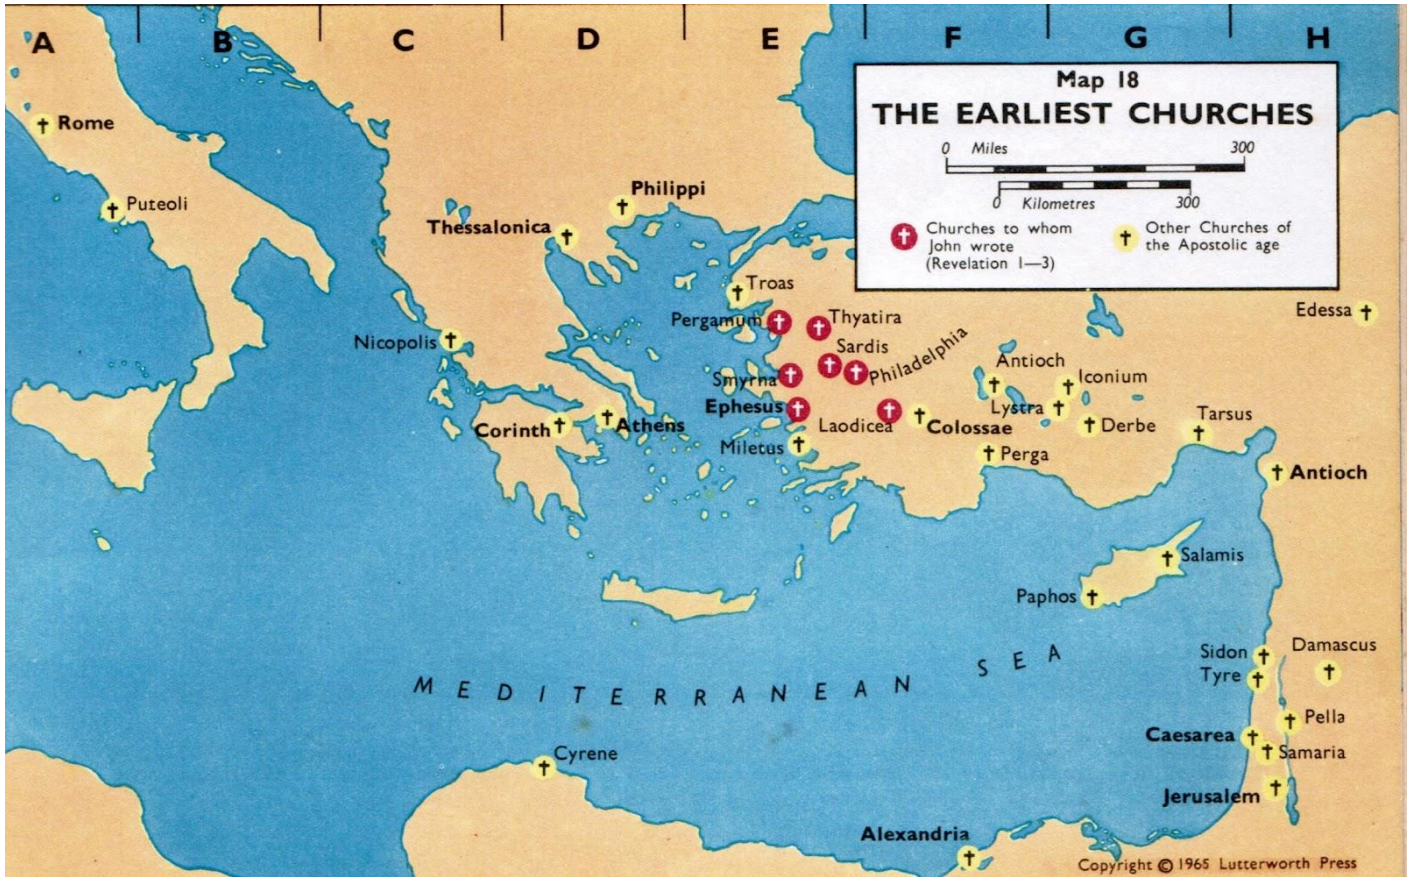 A B C D E F G H
Map 18
THE EARLIEST CHURCHES
0 Miles 300
0 Kilometres 300
Churches to whom
John wrote
(Revelation 1—3)
Other Churches of
the Apostolic age
Rome
Puteoli
Philippi
Thessalonica
Troas
Edessa
Pergamum
Thyatira
Nicopolis
Sardis
Philadelphia
Antioch
Smyrna
Iconium
Ephesus
Lystra
Laodicea
Colossae
Derbe
Tarsus
Corinth
Athens
Miletus
Perga
Antioch
Salamis
Paphos
Sidon
Damascus
Tyre
MEDITERRANEAN SEA
Pella
Caesarea
Samaria
Cyrene
Jerusalem
Alexandria
Copyright © 1965 Lutterworth Press